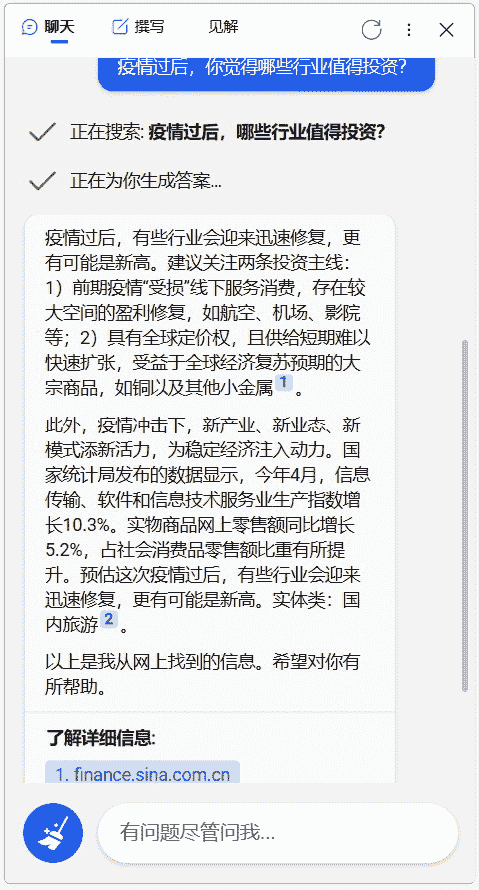 聊天 撰写 见解
疫情过后，你觉得哪些行业值得投资？
正在搜索: 疫情过后，哪些行业值得投资？
正在为你生成答案...
疫情过后，有些行业会迎来迅速修复，更
有可能是新高。建议关注两条投资主线：
1）前期疫情“受损”线下服务消费，存在较
大空间的盈利修复，如航空、机场、影院
等；2）具有全球定价权，且供给短期难以
快速扩张，受益于全球经济复苏预期的大
宗商品，如铜以及其他小金属 1 。
此外，疫情冲击下，新产业、新业态、新
模式添新活力，为稳定经济注入动力。国
家统计局发布的数据显示，今年4月，信息
传输、软件和信息技术服务业生产指数增
长10.3%。实物商品网上零售额同比增长
5.2%，占社会消费品零售额比重有所提
升。预估这次疫情过后，有些行业会迎来
迅速修复，更有可能是新高。实体类：国
内旅游 2 。
以上是我从网上找到的信息。希望对你有
所帮助。
了解详细信息:
1. finance.sina.com.cn
有问题尽管问我...